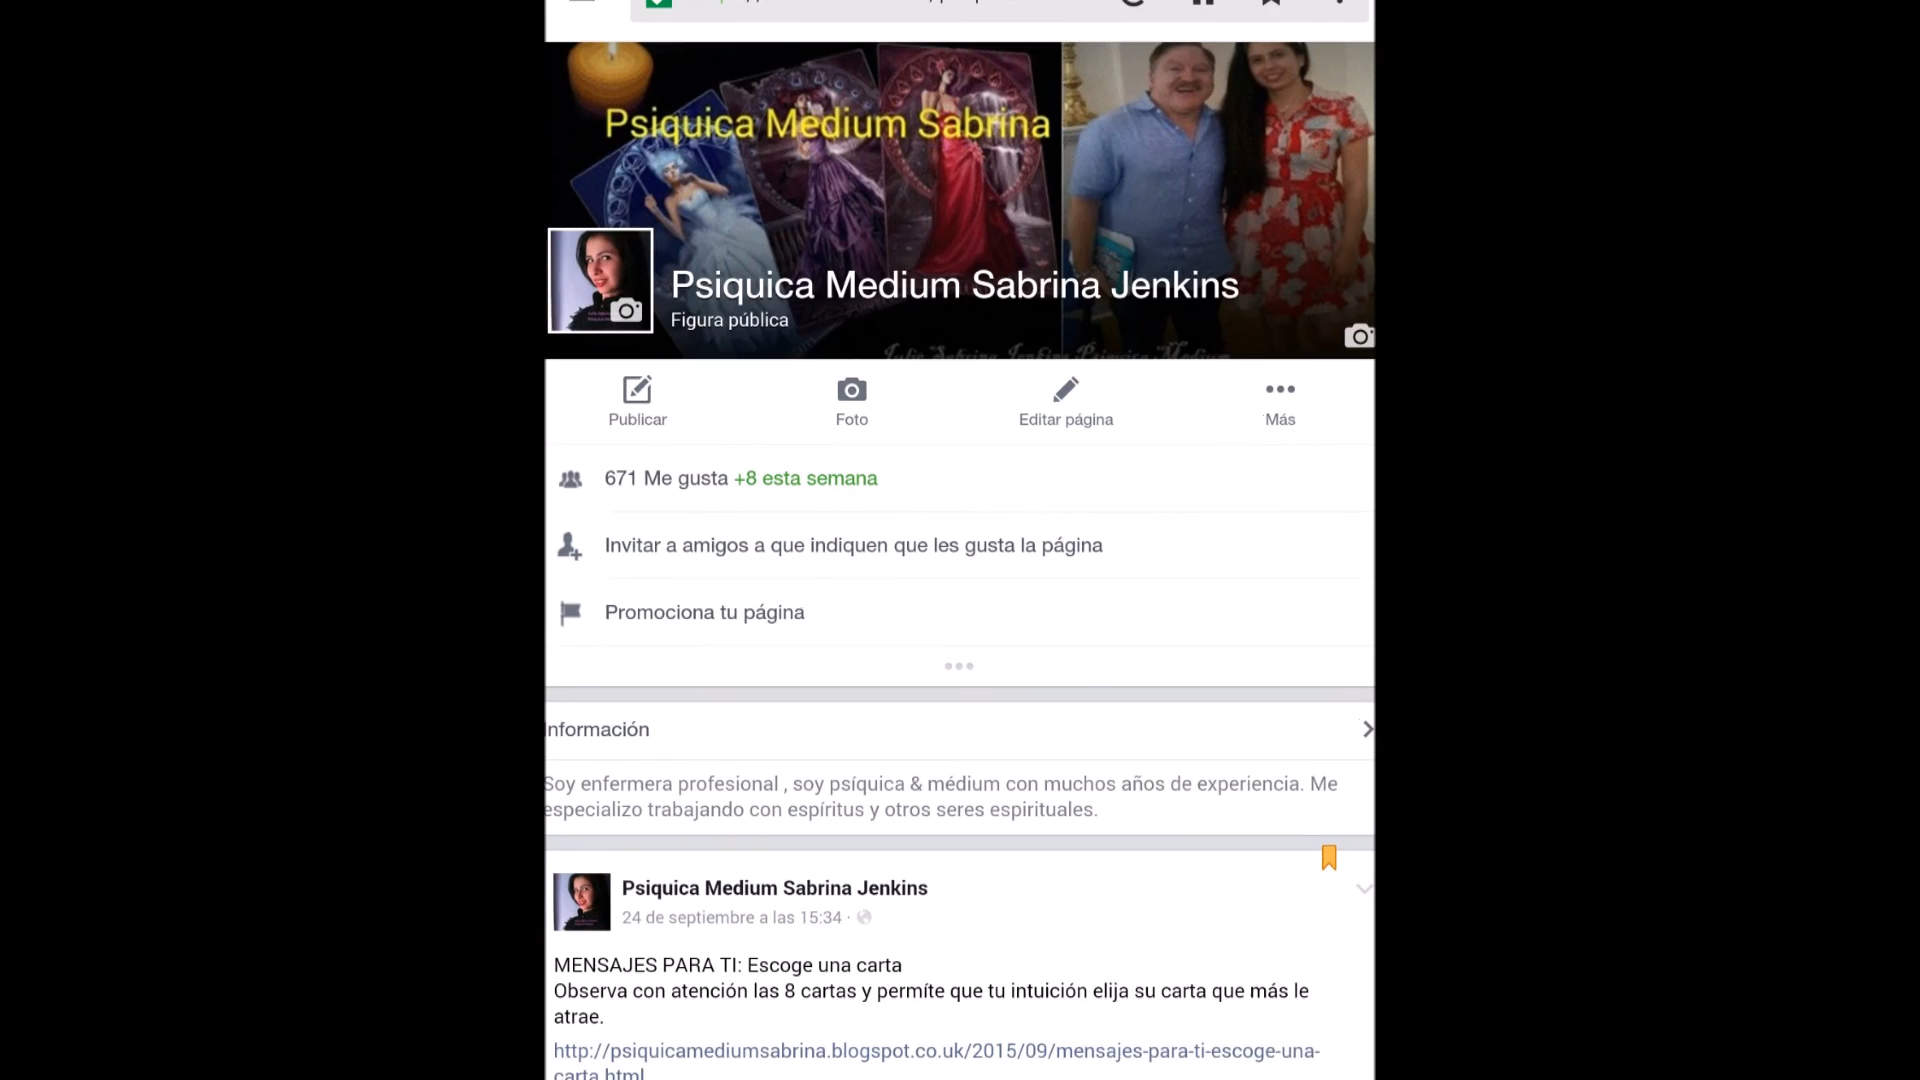 Psiquica Medium Sabrina
Psiquica Medium Sabrina Jenkins
Figura pública
Julie Sabrina Jenkins Psiquica Medium
Publicar
Foto
Editar página
Más
671 Me gusta +8 esta semana
Invitar a amigos a que indiquen que les gusta la página
Promociona tu página
nformación
Soy enfermera profesional , soy psíquica & médium con muchos años de experiencia. Me
especializo trabajando con espíritus y otros seres espirituales.
Psiquica Medium Sabrina Jenkins
24 de septiembre a las 15:34 ·
MENSAJES PARA TI: Escoge una carta
Observa con atención las 8 cartas y permíte que tu intuición elija su carta que más le
atrae.
http://psiquicamediumsabrina.blogspot.co.uk/2015/09/mensajes-para-ti-escoge-una-
carta.html